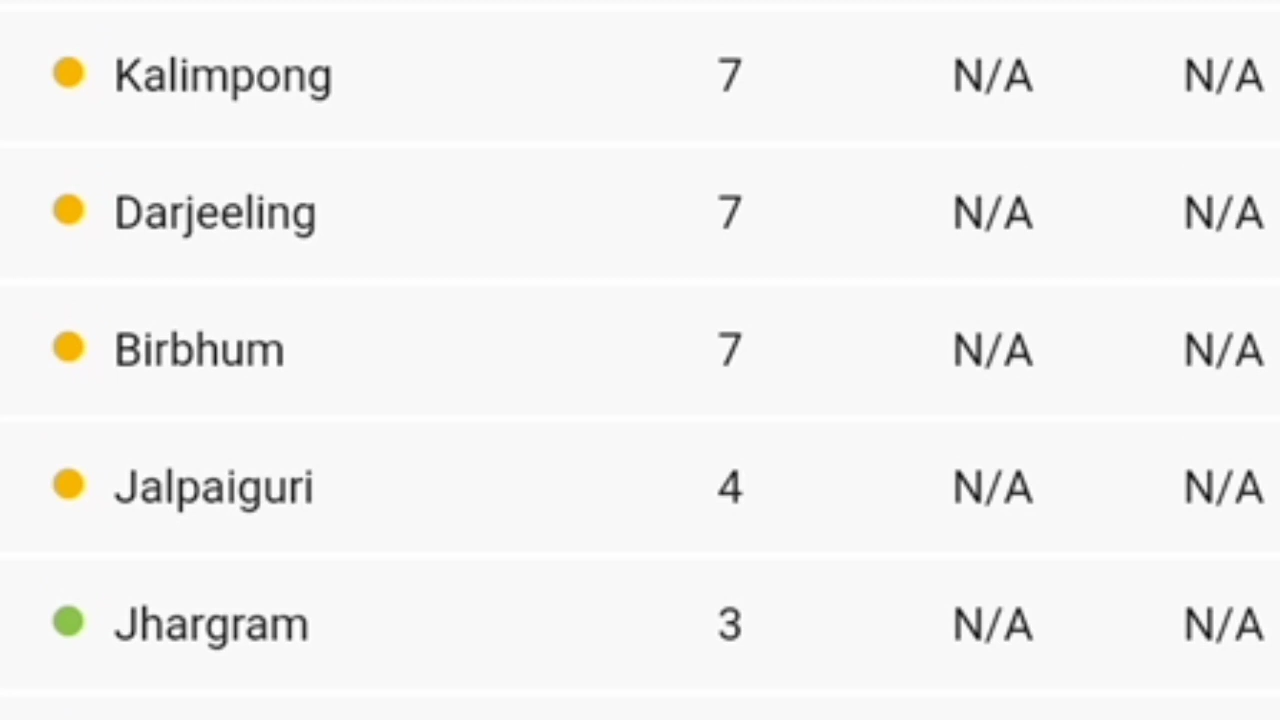 Kalimpong 7 N/A N/A
Darjeeling 7 N/A N/A
Birbhum 7 N/A N/A
Jalpaiguri 4 N/A N/A
Jhargram 3 N/A N/A